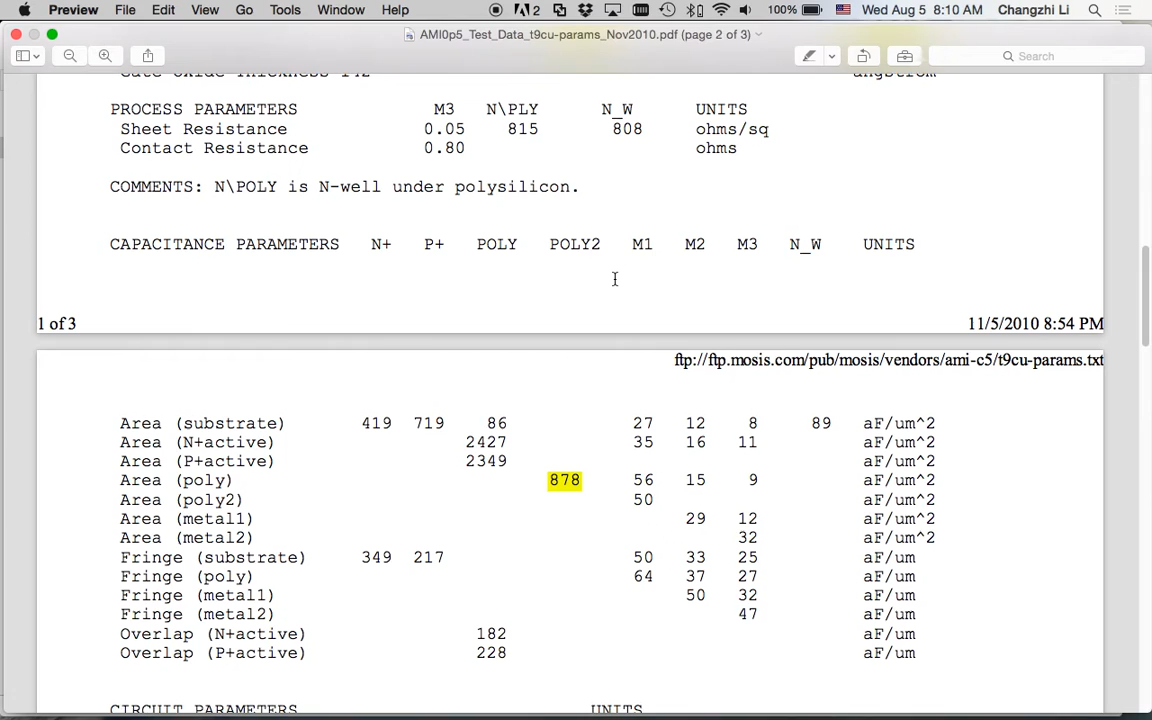 Preview File Edit View Go Tools Window Help 2 100% Wed Aug 5 8:10 AM Changzhi Li
AMI0p5_Test_Data_t9cu-params_Nov2010.pdf (page 2 of 3)
Search
Gate Oxide Thickness 142 angstrom
PROCESS PARAMETERS M3 N\PLY N_W UNITS
Sheet Resistance 0.05 815 808 ohms/sq
Contact Resistance 0.80 ohms
COMMENTS: N\POLY is N-well under polysilicon.
CAPACITANCE PARAMETERS N+ P+ POLY POLY2 M1 M2 M3 N_W UNITS
1 of 3 11/5/2010 8:54 PM
ftp://ftp.mosis.com/pub/mosis/vendors/ami-c5/t9cu-params.txt
Area (substrate) 419 719 86 27 12 8 89 aF/um^2
Area (N+active) 2427 35 16 11 aF/um^2
Area (P+active) 2349 aF/um^2
Area (poly) 878 56 15 9 aF/um^2
Area (poly2) 50 aF/um^2
Area (metal1) 29 12 aF/um^2
Area (metal2) 32 aF/um^2
Fringe (substrate) 349 217 50 33 25 aF/um
Fringe (poly) 64 37 27 aF/um
Fringe (metal1) 50 32 aF/um
Fringe (metal2) 47 aF/um
Overlap (N+active) 182 aF/um
Overlap (P+active) 228 aF/um
CIRCUIT PARAMETERS UNITS